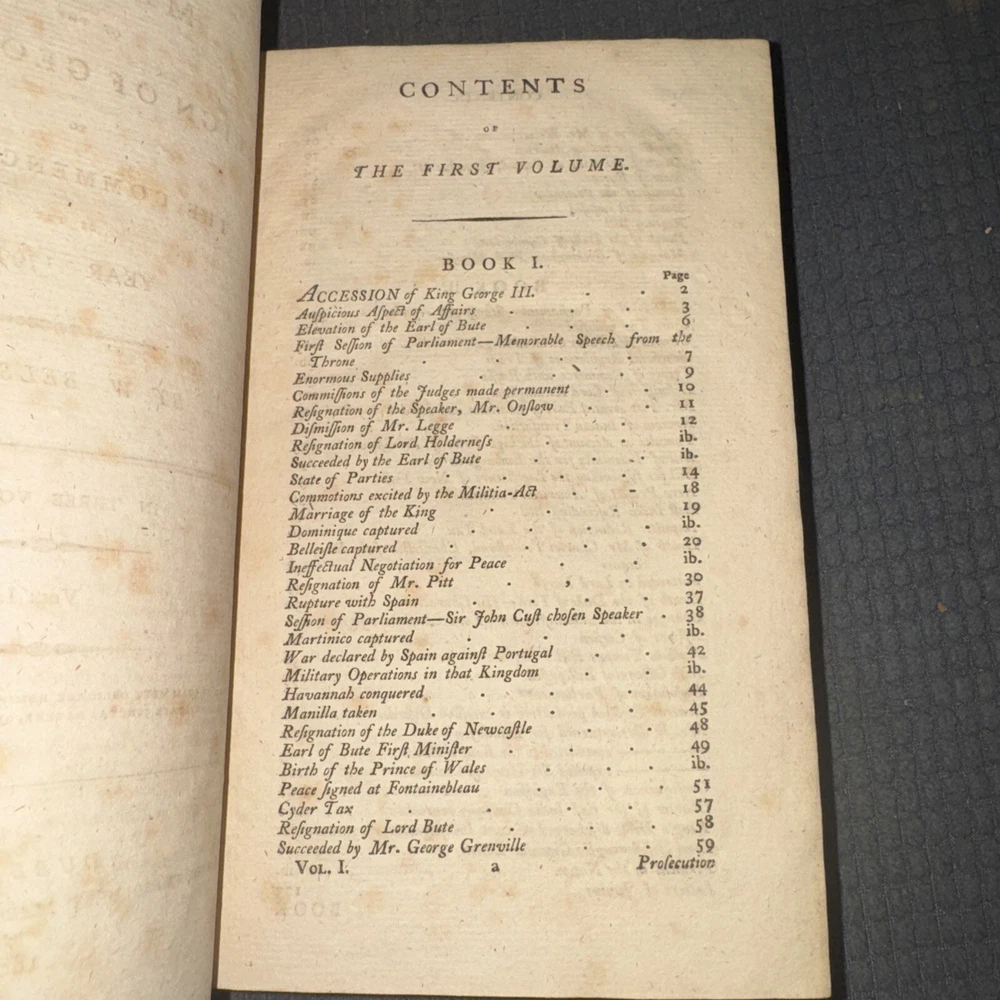 CONTENTS
OF
THE FIRST VOLUME.
BOOK I.
Page
ACCESSION of King George III. . . 2
Auſpicious Aſpect of Affairs . . . 3
Elevation of the Earl of Bute . . . 6
Firſt Seſſion of Parliament—Memorable Speech from the
Throne . . . . . 7
Enormous Supplies . . . 9
Commiſſions of the Judges made permanent . . 10
Reſignation of the Speaker, Mr. Onſlow . . 11
Diſmiſſion of Mr. Legge . . . 12
Reſignation of Lord Holderneſs . . ib.
Succeeded by the Earl of Bute . . . ib.
State of Parties . . . . 14
Commotions excited by the Militia-Act . - 18
Marriage of the King . . . 19
Dominique captured . . . ib.
Belleiſle captured . . . . 20
Ineffectual Negotiation for Peace . . ib.
Reſignation of Mr. Pitt . , . 30
Rupture with Spain . . . . 37
Seſſion of Parliament—Sir John Cuſt choſen Speaker . 38
Martinico captured . . . ib.
War declared by Spain againſt Portugal . . 42
Military Operations in that Kingdom . . ib.
Havannah conquered . . . . 44
Manilla taken . . . . 45
Reſignation of the Duke of Newcaſtle . . 48
Earl of Bute Firſt Miniſter . . . 49
Birth of the Prince of Wales . . . ib.
Peace ſigned at Fontainebleau . . . 51
Cyder Tax . . . . 57
Reſignation of Lord Bute . . . 58
Succeeded by Mr. George Grenville . . 59
VOL. I. a Proſecution